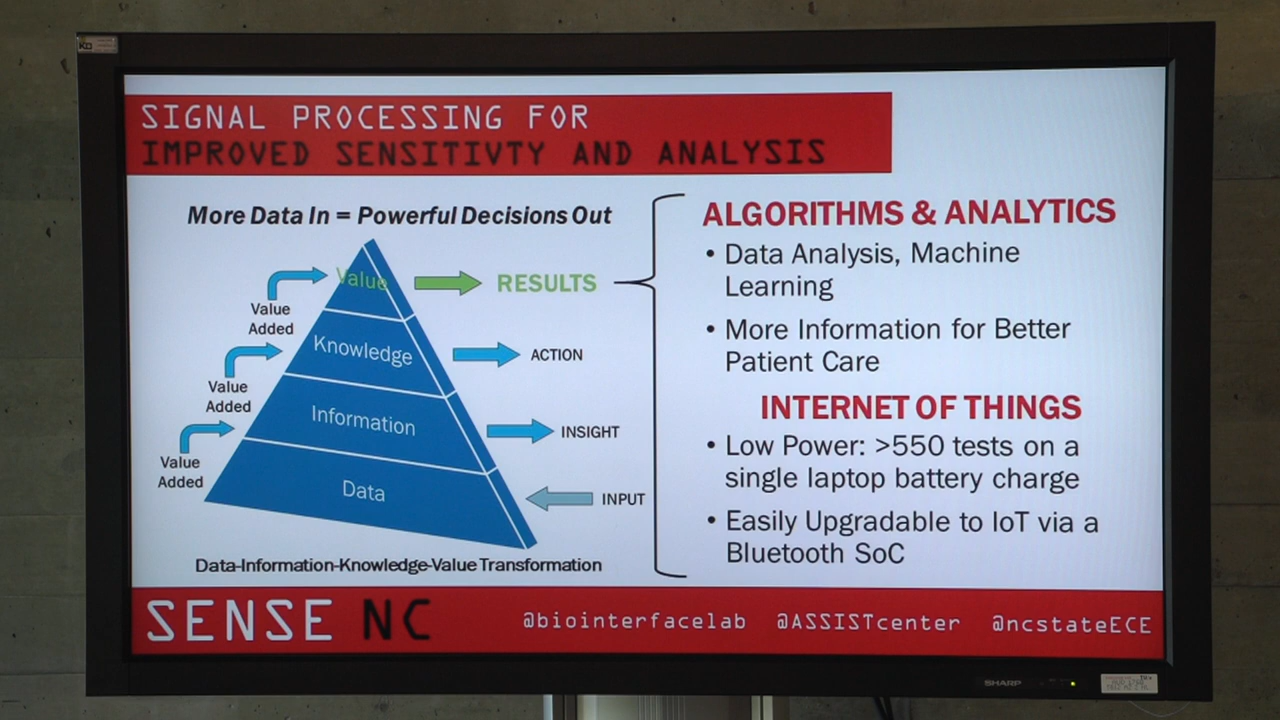 SIGNAL PROCESSING FOR
IMPROVED SENSITIVTY AND ANALYSIS
More Data In = Powerful Decisions Out
Value
Knowledge
Information
Data
Value
Added
Value
Added
Value
Added
RESULTS
ACTION
INSIGHT
INPUT
Data-Information-Knowledge-Value Transformation
ALGORITHMS & ANALYTICS
• Data Analysis, Machine
Learning
• More Information for Better
Patient Care
INTERNET OF THINGS
• Low Power: >550 tests on a
single laptop battery charge
• Easily Upgradable to IoT via a
Bluetooth SoC
SENSE NC
@biointerfacelab @ASSISTcenter @ncstateECE
SHARP